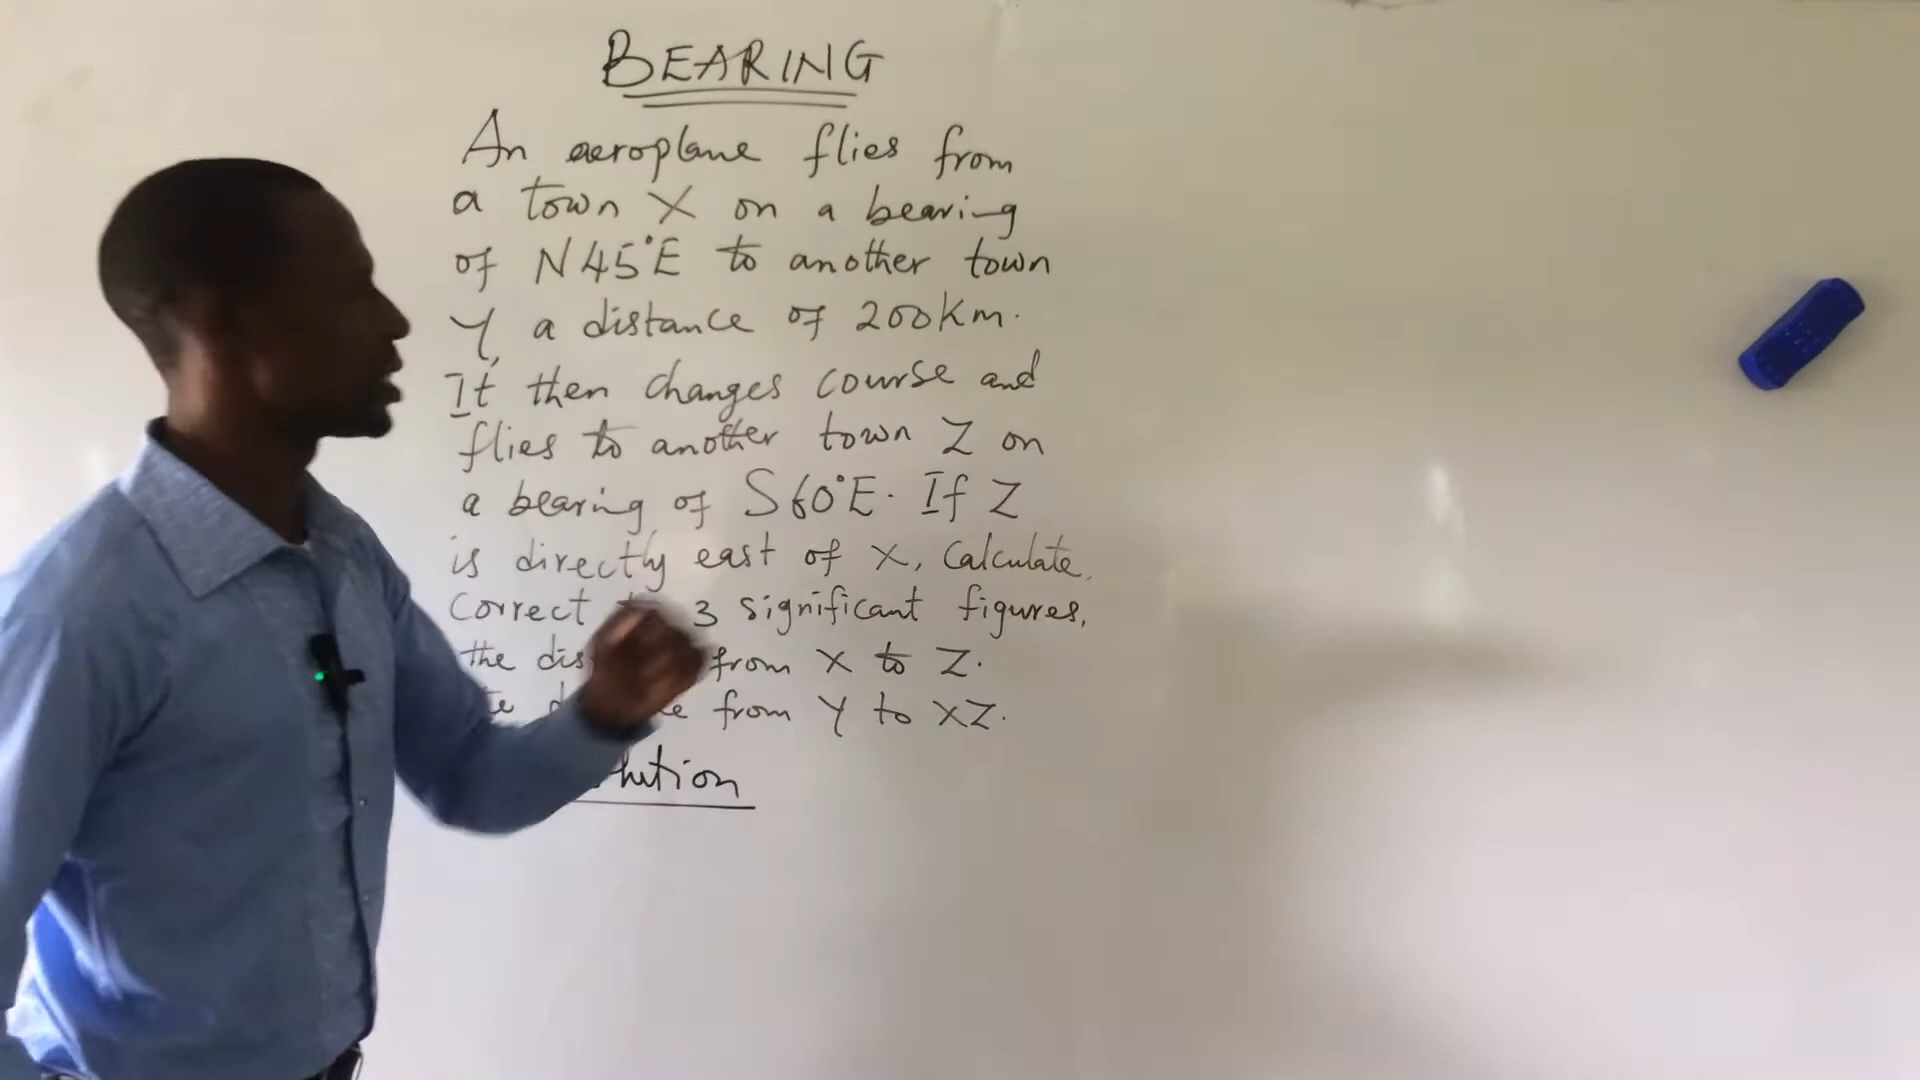 BEARING
An aeroplane flies from
a town X on a bearing
of N45°E to another town
Y, a distance of 200km.
It then changes course and
flies to another town Z on
a bearing of S60°E. If Z
is directly east of X, Calculate,
Correct 3 significant figures,
the from X to Z.
from Y to XZ.